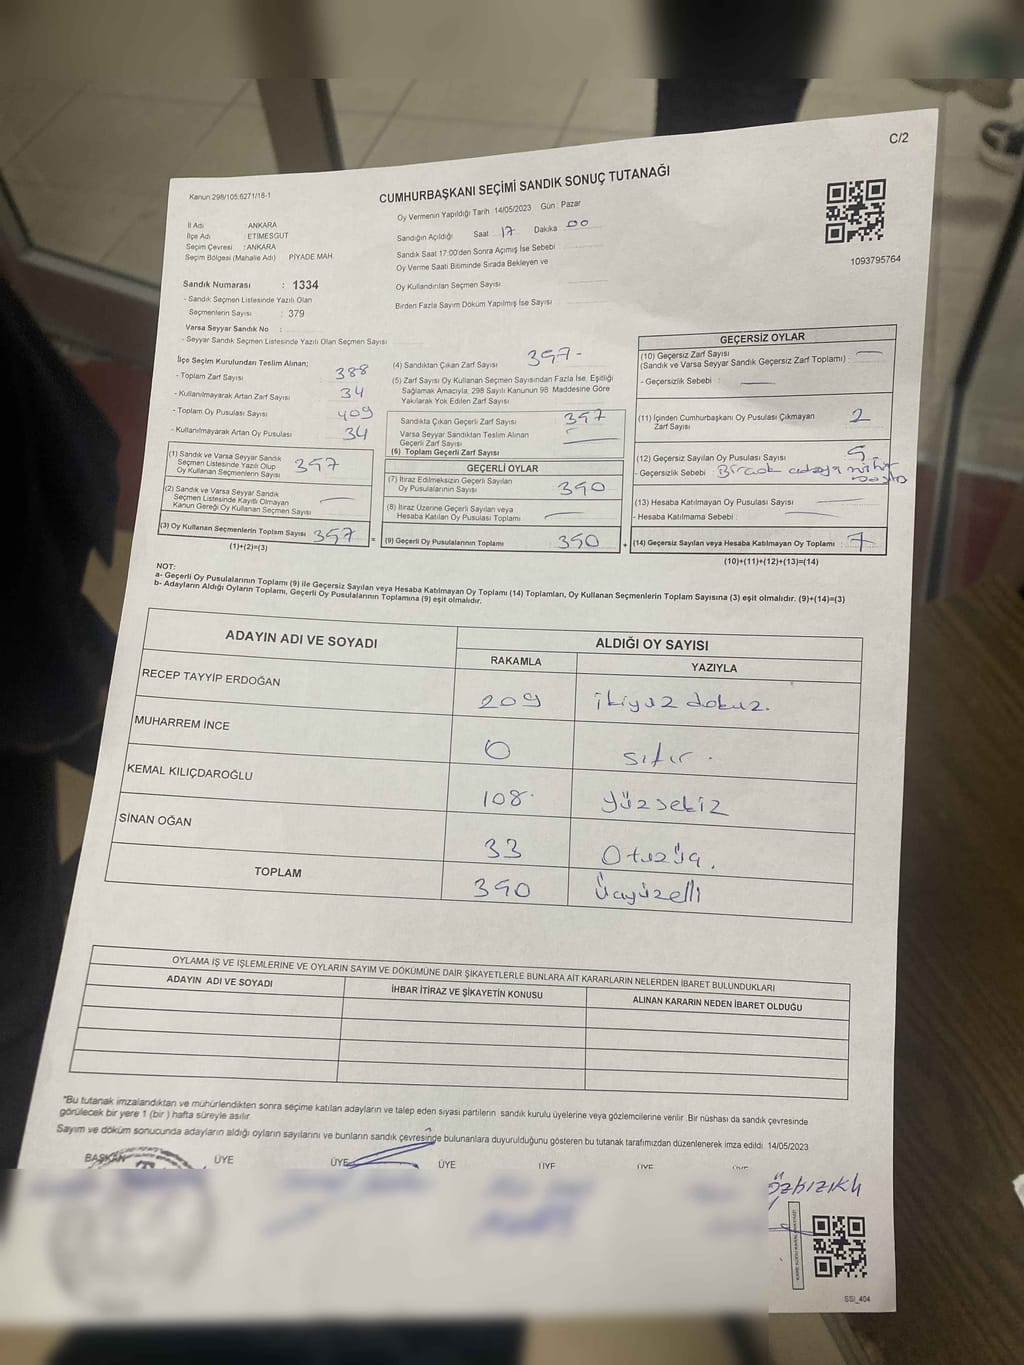 C/2
Kanun:298/105.6271/16-1
CUMHURBAŞKANI SEÇİMİ SANDIK SONUÇ TUTANAĞI
Oy Vermenin Yapıldığı Tarih :14/05/2023 Gün : Pazar
İl Adı : ANKARA
İlçe Adı : ETİMESGUT
Seçim Çevresi : ANKARA
Seçim Bölgesi (Mahalle Adı) PİYADE MAH.
Sandığın Açıldığı Saat 17 Dakika 00
Sandık Saat 17:00'den Sonra Açılmış İse Sebebi
Oy Verme Saati Bitiminde Sırada Bekleyen ve
Oy Kullandırılan Seçmen Sayısı
Birden Fazla Sayım Döküm Yapılmış İse Sayısı
1093795764
Sandık Numarası : 1334
- Sandık Seçmen Listesinde Yazılı Olan
Seçmenlerin Sayısı : 379
Varsa Seyyar Sandık No :
- Seyyar Sandık Seçmen Listesinde Yazılı Olan Seçmen Sayısı
İlçe Seçim Kurulundan Teslim Alınan;
- Toplam Zarf Sayısı 388
- Kullanılmayarak Artan Zarf Sayısı 34
- Toplam Oy Pusulası Sayısı 409
- Kullanılmayarak Artan Oy Pusulası 34
(1) Sandık ve Varsa Seyyar Sandık
Seçmen Listesinde Yazılı Olup
Oy Kullanan Seçmenlerin Sayısı 357
(2) Sandık ve Varsa Seyyar Sandık
Seçmen Listesinde Kayıtlı Olmayan
Kanun Gereği Oy Kullanan Seçmen Sayısı —
(3) Oy Kullanan Seçmenlerin Toplam Sayısı 357 =
(1)+(2)=(3)
(4) Sandıktan Çıkan Zarf Sayısı 357-
(5) Zarf Sayısı Oy Kullanan Seçmen Sayısından Fazla İse, Eşitliği
Sağlamak Amacıyla, 298 Sayılı Kanunun 98. Maddesine Göre
Yakılarak Yok Edilen Zarf Sayısı
Sandıkta Çıkan Geçerli Zarf Sayısı 357
Varsa Seyyar Sandıktan Teslim Alınan
Geçerli Zarf Sayısı —
(6) Toplam Geçerli Zarf Sayısı
GEÇERLİ OYLAR
(7) İtiraz Edilmeksizin Geçerli Sayılan
Oy Pusulalarının Sayısı 350
(8) İtiraz Üzerine Geçerli Sayılan veya
Hesaba Katılan Oy Pusulası Toplamı —
(9) Geçerli Oy Pusulalarının Toplamı 350 +
GEÇERSİZ OYLAR
(10) Geçersiz Zarf Sayısı
(Sandık ve Varsa Seyyar Sandık Geçersiz Zarf Toplamı) : —
- Geçersizlik Sebebi : —
(11) İçinden Cumhurbaşkanı Oy Pusulası Çıkmayan
Zarf Sayısı 2
(12) Geçersiz Sayılan Oy Pusulası Sayısı 5
- Geçersizlik Sebebi : Birçok adaya mühür
(13) Hesaba Katılmayan Oy Pusulası Sayısı —
- Hesaba Katılmama Sebebi : —
(14) Geçersiz Sayılan veya Hesaba Katılmayan Oy Toplamı : 7
(10)+(11)+(12)+(13)=(14)
NOT:
a- Geçerli Oy Pusulalarının Toplamı (9) ile Geçersiz Sayılan veya Hesaba Katılmayan Oy Toplamı (14) Toplamları, Oy Kullanan Seçmenlerin Toplam Sayısına (3) eşit olmalıdır. (9)+(14)=(3)
b- Adayların Aldığı Oyların Toplamı, Geçerli Oy Pusulalarının Toplamına (9) eşit olmalıdır.
ADAYIN ADI VE SOYADI ALDIĞI OY SAYISI
RAKAMLA YAZIYLA
RECEP TAYYİP ERDOĞAN 209 ikiyüz dokuz.
MUHARREM İNCE 0 sıfır .
KEMAL KILIÇDAROĞLU 108. yüzsekiz
SİNAN OĞAN 33 Otuzüç.
TOPLAM 350 Üçyüzelli
OYLAMA İŞ VE İŞLEMLERİNE VE OYLARIN SAYIM VE DÖKÜMÜNE DAİR ŞİKAYETLERLE BUNLARA AİT KARARLARIN NELERDEN İBARET BULUNDUKLARI
ADAYIN ADI VE SOYADI İHBAR İTİRAZ VE ŞİKAYETİN KONUSU ALINAN KARARIN NEDEN İBARET OLDUĞU
*Bu tutanak imzalandıktan ve mühürlendikten sonra seçime katılan adayların ve talep eden siyasi partilerin sandık kurulu üyelerine veya gözlemcilerine verilir. Bir nüshası da sandık çevresinde
görülecek bir yere 1 (bir ) hafta süreyle asılır.
Sayım ve döküm sonucunda adayların aldığı oyların sayılarını ve bunların sandık çevresinde bulunanlara duyurulduğunu gösteren bu tutanak tarafımızdan düzenlenerek imza edildi. 14/05/2023
BAŞKAN ÜYE ÜYE ÜYE ÜYE ÜYE ÜYE
özbızıklı
SSİ_404